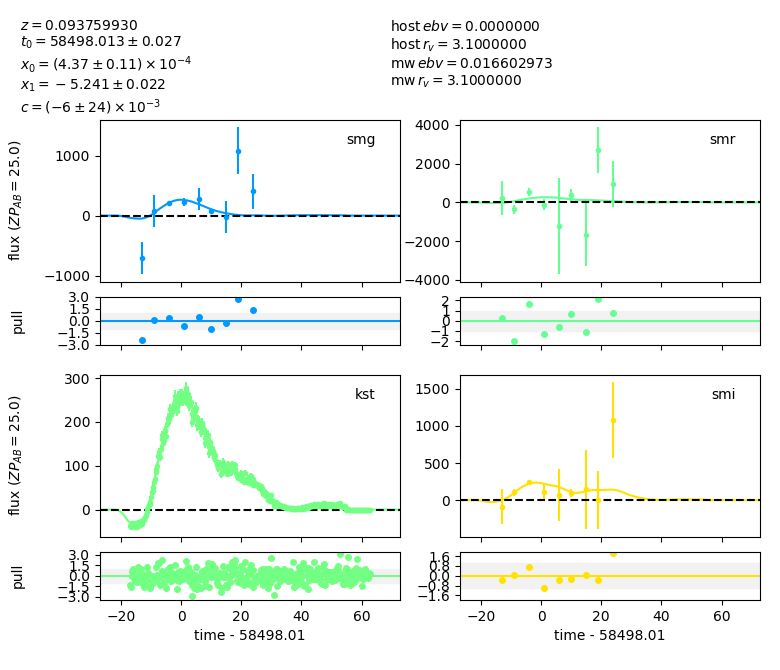 z = 0.093759930
t₀ = 58498.013 ± 0.027
x₀ = (4.37 ± 0.11) × 10⁻⁴
x₁ = −5.241 ± 0.022
c = (−6 ± 24) × 10⁻³
host ebv = 0.0000000
host r_v = 3.1000000
mw ebv = 0.016602973
mw r_v = 3.1000000
flux (ZP_AB = 25.0)
1000
0
−1000
smg
4000
2000
0
−2000
−4000
smr
pull
3.0
1.5
0.0
−1.5
−3.0
2
1
0
−1
−2
flux (ZP_AB = 25.0)
300
200
100
0
kst
1500
1000
500
0
smi
pull
3.0
1.5
0.0
−1.5
−3.0
1.6
0.8
0.0
−0.8
−1.6
−20 0 20 40 60
time - 58498.01
−20 0 20 40 60
time - 58498.01